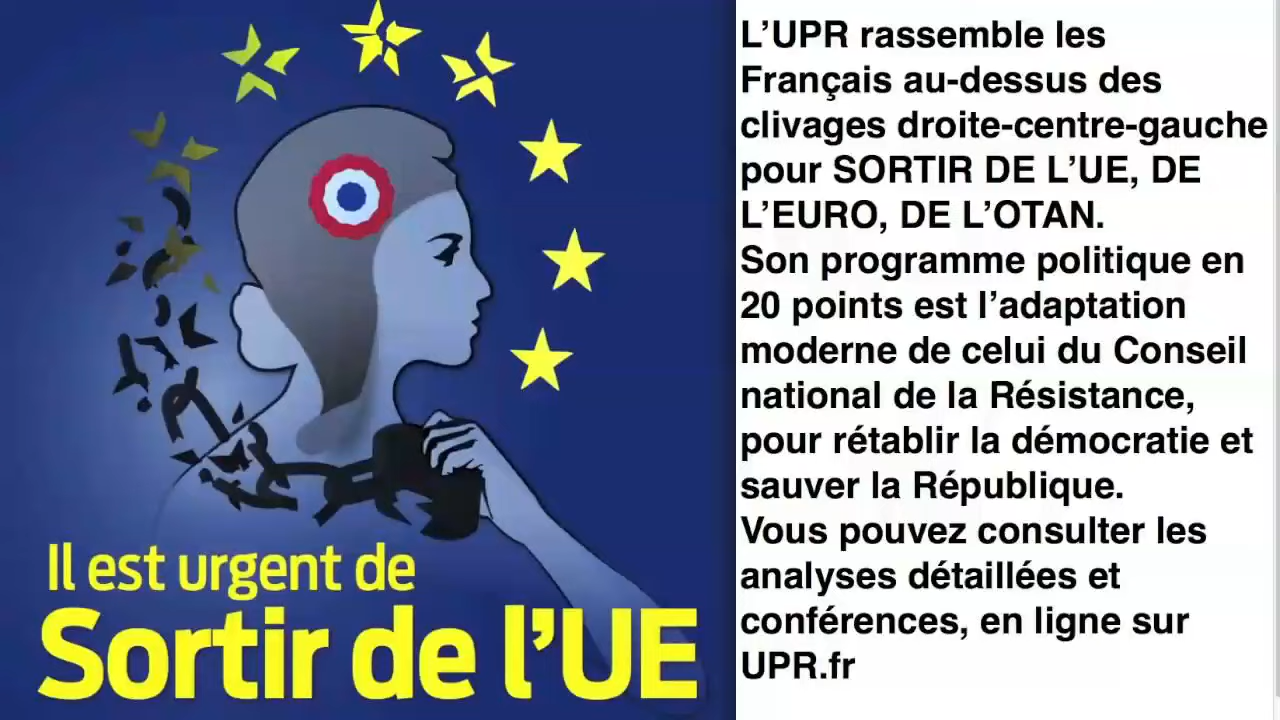 Il est urgent de
Sortir de l’UE
L’UPR rassemble les
Français au-dessus des
clivages droite-centre-gauche
pour SORTIR DE L’UE, DE
L’EURO, DE L’OTAN.
Son programme politique en
20 points est l’adaptation
moderne de celui du Conseil
national de la Résistance,
pour rétablir la démocratie et
sauver la République.
Vous pouvez consulter les
analyses détaillées et
conférences, en ligne sur
UPR.fr